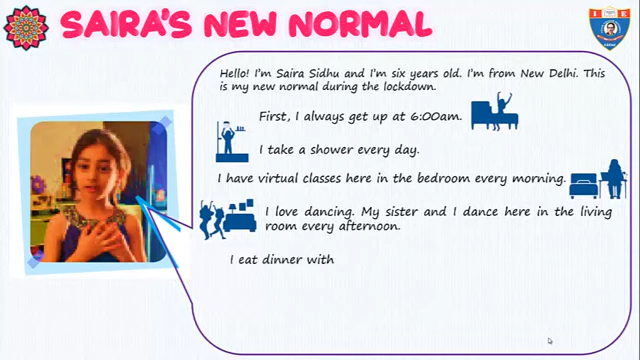 SAIRA'S NEW NORMAL
I E
Hello! I'm Saira Sidhu and I'm six years old. I'm from New Delhi. This
is my new normal during the lockdown.
First, I always get up at 6:00am.
I take a shower every day.
I have virtual classes here in the bedroom every morning.
I love dancing. My sister and I dance here in the living
room every afternoon.
I eat dinner with